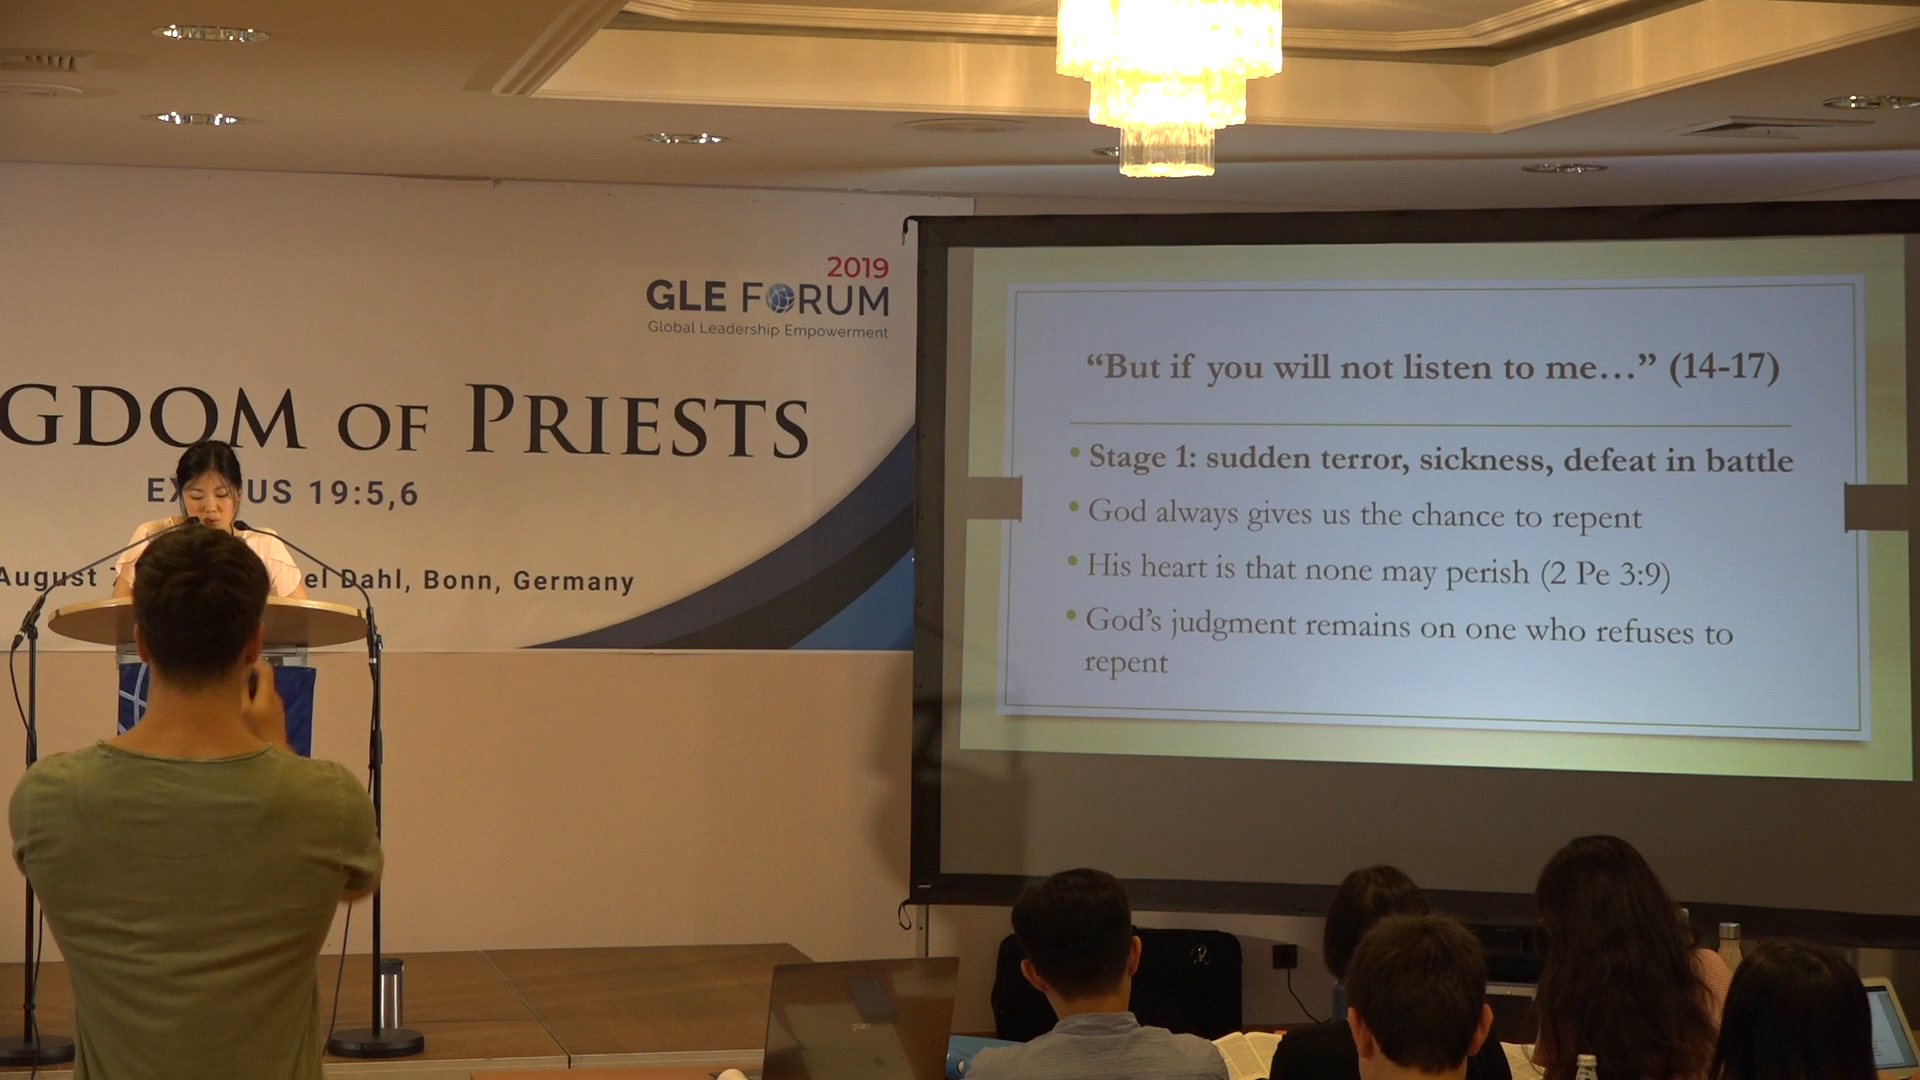 2019
GLE FORUM
Global Leadership Empowerment
GDOM OF PRIESTS
EX US 19:5,6
August 7 el Dahl, Bonn, Germany
“But if you will not listen to me…” (14-17)
• Stage 1: sudden terror, sickness, defeat in battle
• God always gives us the chance to repent
• His heart is that none may perish (2 Pe 3:9)
• God’s judgment remains on one who refuses to
repent